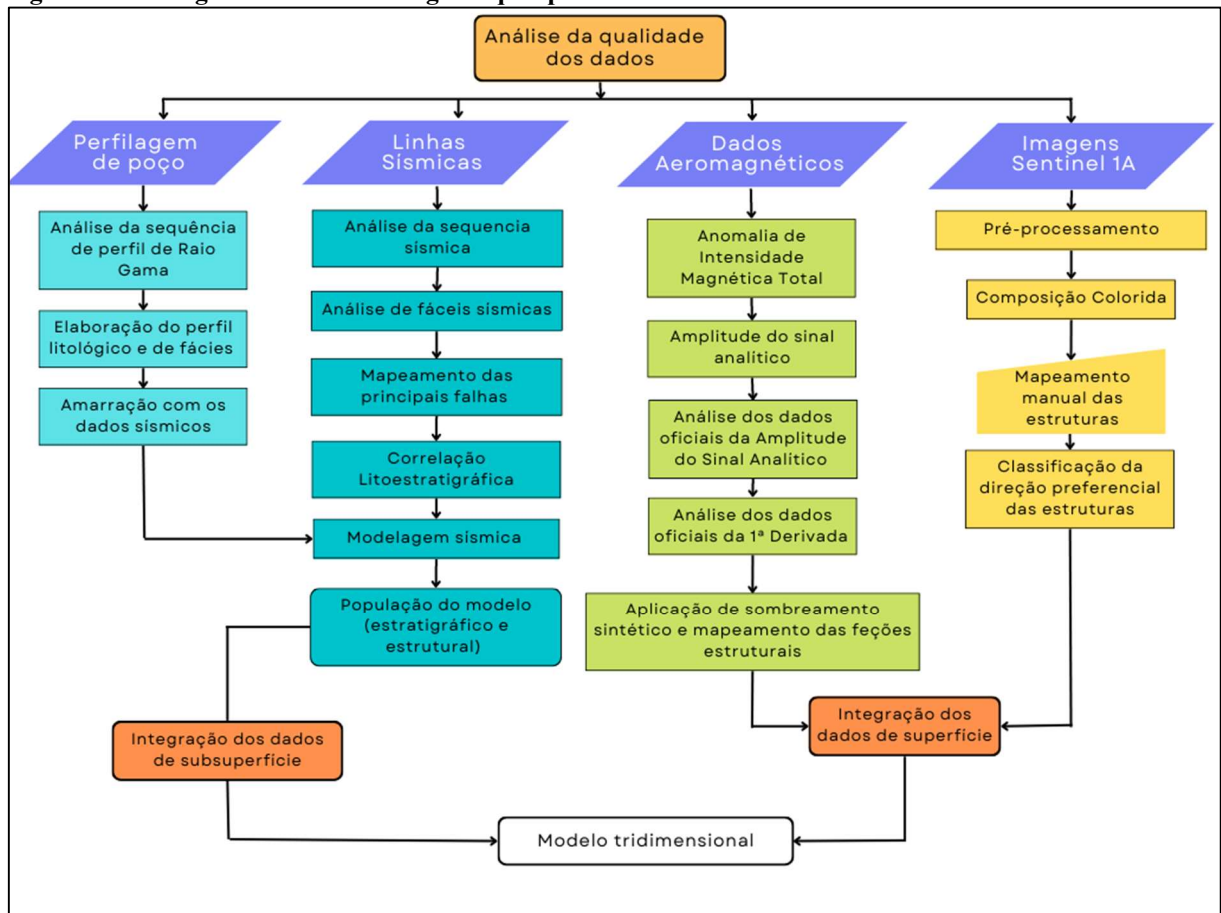 Análise da qualidade
dos dados
Perfilagem
de poço
Análise da sequência
de perfil de Raio
Gama
Elaboração do perfil
litológico e de fácies
Amarração com os
dados sísmicos
Linhas
Sísmicas
Análise da sequencia
sísmica
Análise de fáceis sísmicas
Mapeamento das
principais falhas
Correlação
Litoestratigráfica
Modelagem sísmica
População do modelo
(estratigráfico e
estrutural)
Dados
Aeromagnéticos
Anomalia de
Intensidade
Magnética Total
Amplitude do sinal
analítico
Análise dos dados
oficiais da Amplitude
do Sinal Analítico
Análise dos dados
oficiais da 1ª Derivada
Aplicação de sombreamento
sintético e mapeamento das feções
estruturais
Imagens
Sentinel 1A
Pré-processamento
Composição Colorida
Mapeamento
manual das
estruturas
Classificação da
direção preferencial
das estruturas
Integração dos dados
de subsuperfície
Integração dos
dados de superfície
Modelo tridimensional